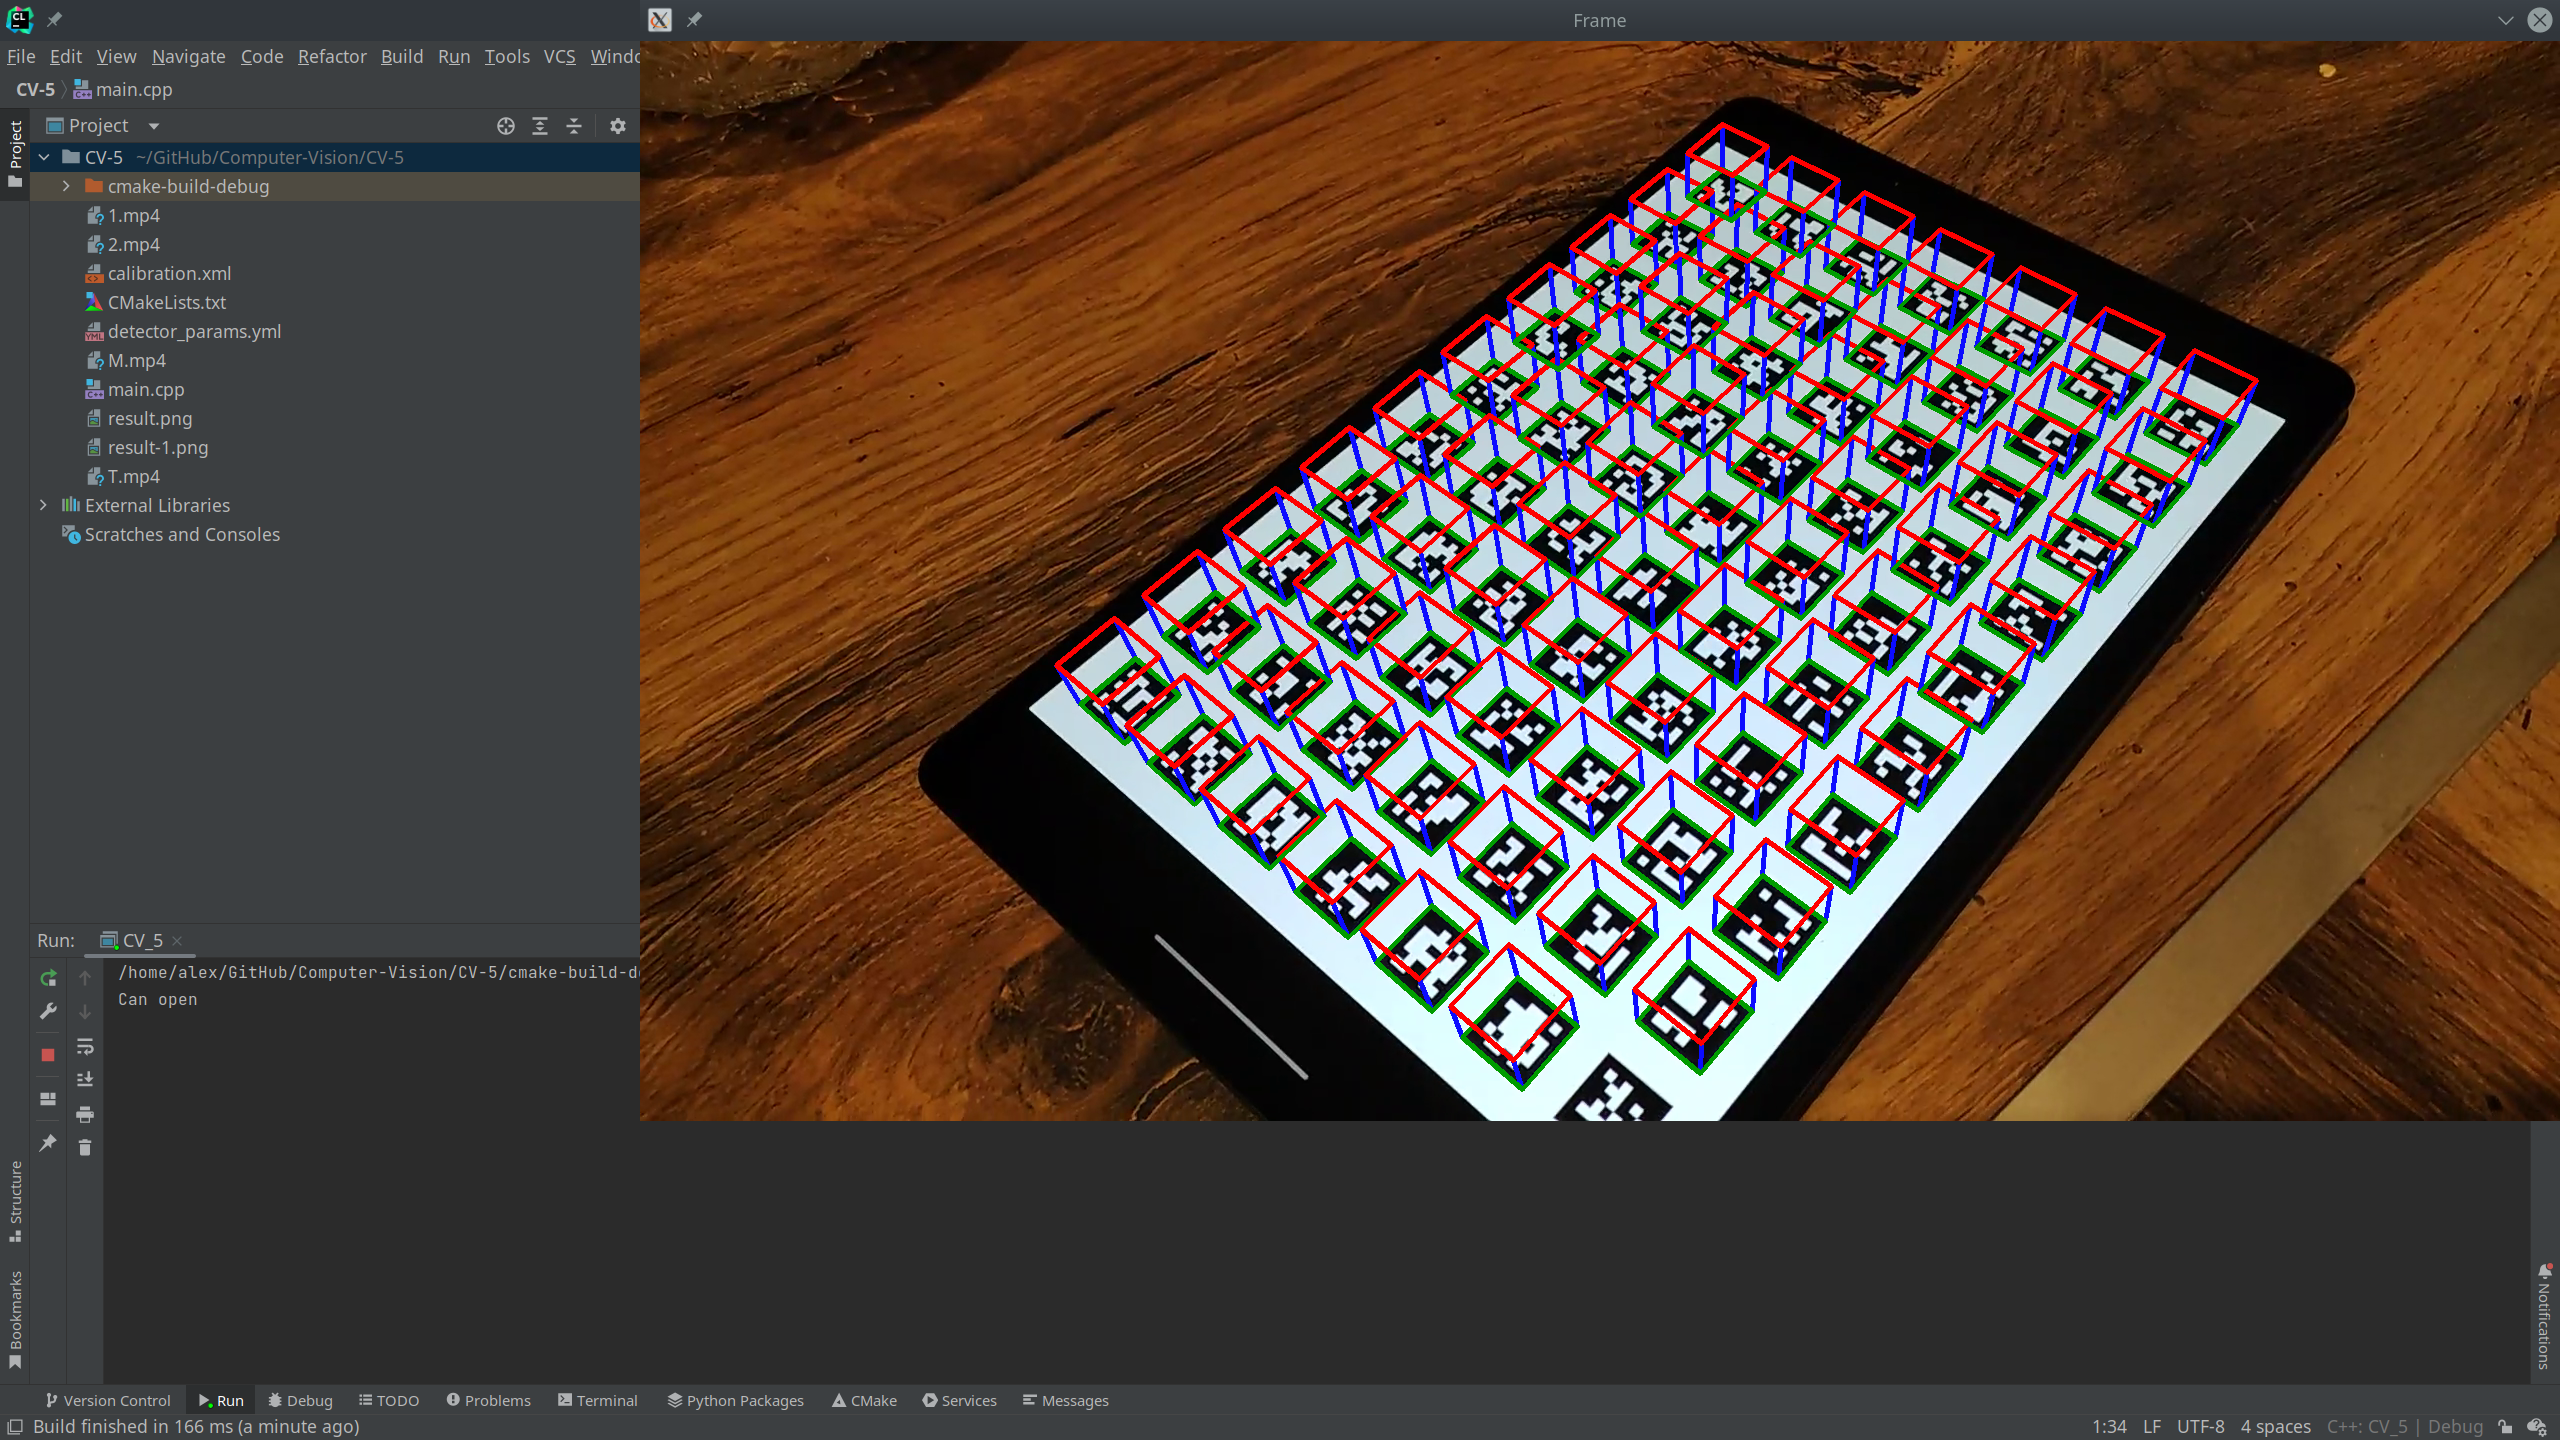 CL
Frame
File Edit View Navigate Code Refactor Build Run Tools VCS
CV-5 main.cpp
Project
Project
CV-5 ~/GitHub/Computer-Vision/CV-5
cmake-build-debug
1.mp4
2.mp4
calibration.xml
CMakeLists.txt
detector_params.yml
M.mp4
main.cpp
result.png
result-1.png
T.mp4
External Libraries
Scratches and Consoles
Run: CV_5
/home/alex/GitHub/Computer-Vision/CV-5/cmake-build-d
Can open
Structure
Bookmarks
Notifications
Version Control Run Debug TODO Problems Terminal Python Packages CMake Services Messages
Build finished in 166 ms (a minute ago)
1:34 LF UTF-8 4 spaces C++: CV_5 | Debug